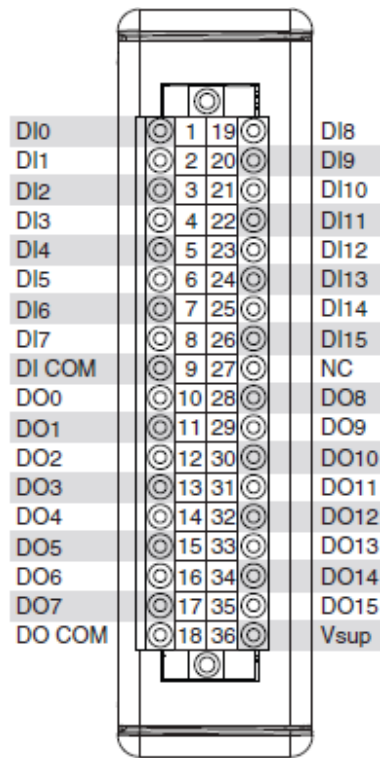 DI0 1 19 DI8
DI1 2 20 DI9
DI2 3 21 DI10
DI3 4 22 DI11
DI4 5 23 DI12
DI5 6 24 DI13
DI6 7 25 DI14
DI7 8 26 DI15
DI COM 9 27 NC
DO0 10 28 DO8
DO1 11 29 DO9
DO2 12 30 DO10
DO3 13 31 DO11
DO4 14 32 DO12
DO5 15 33 DO13
DO6 16 34 DO14
DO7 17 35 DO15
DO COM 18 36 Vsup